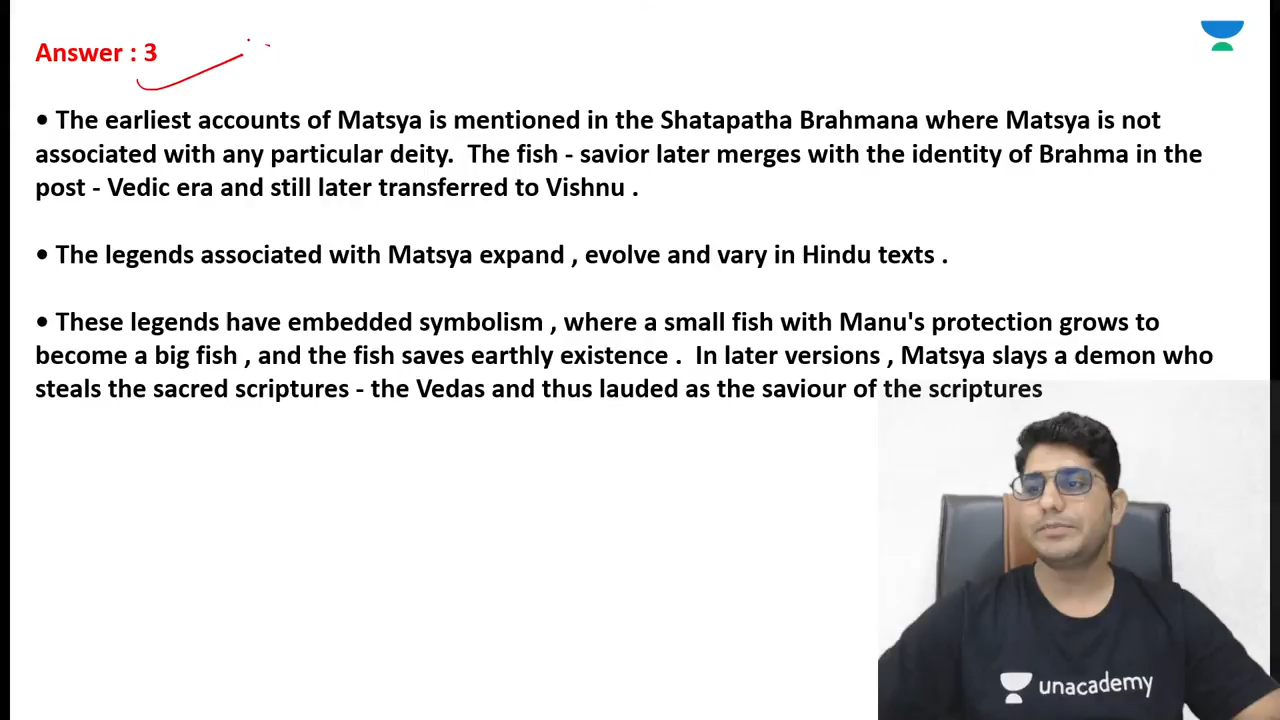 Answer : 3
• The earliest accounts of Matsya is mentioned in the Shatapatha Brahmana where Matsya is not
associated with any particular deity.  The fish - savior later merges with the identity of Brahma in the
post - Vedic era and still later transferred to Vishnu .
• The legends associated with Matsya expand , evolve and vary in Hindu texts .
• These legends have embedded symbolism , where a small fish with Manu's protection grows to
become a big fish , and the fish saves earthly existence .  In later versions , Matsya slays a demon who
steals the sacred scriptures - the Vedas and thus lauded as the saviour of the scriptures
unacademy